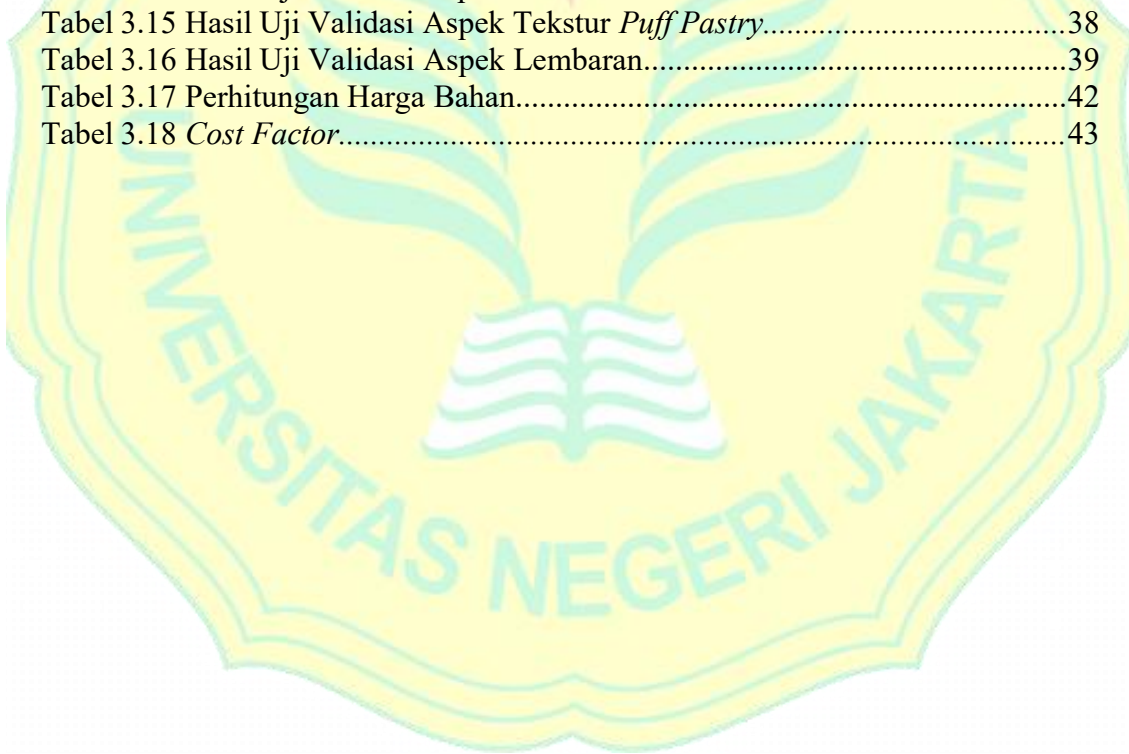 Tabel 3.15 Hasil Uji Validasi Aspek Tekstur Puff Pastry....................................38
Tabel 3.16 Hasil Uji Validasi Aspek Lembaran...................................................39
Tabel 3.17 Perhitungan Harga Bahan...................................................................42
Tabel 3.18 Cost Factor.........................................................................................43
UNIVERSITAS NEGERI JAKARTA